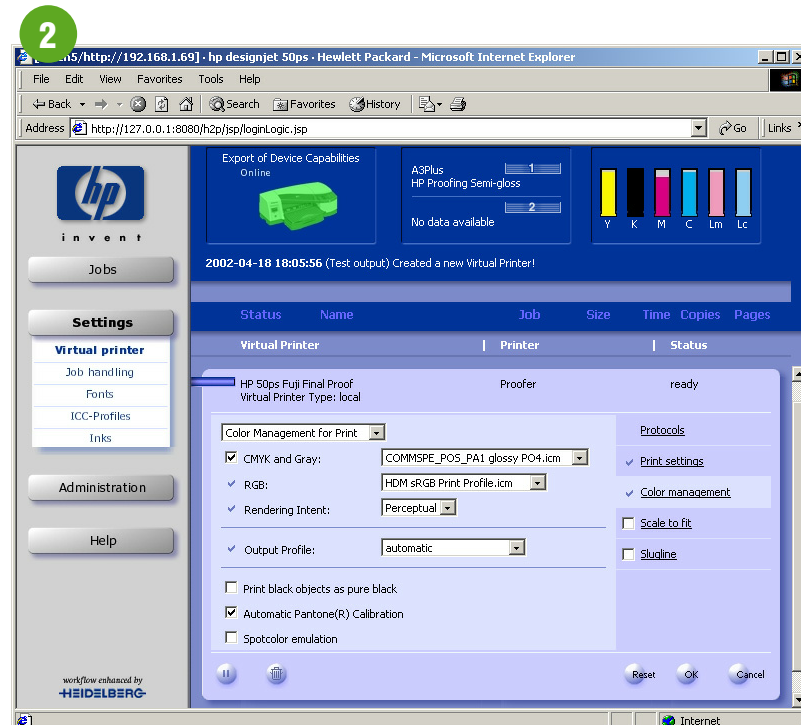 2
n5/http://192.168.1.69] - hp designjet 50ps - Hewlett Packard - Microsoft Internet Explorer
File Edit View Favorites Tools Help
Back Search Favorites History
Address http://127.0.0.1:8080/h2p/jsp/loginLogic.jsp Go Links
hp
invent
Jobs
Settings
Virtual printer
Job handling
Fonts
ICC-Profiles
Inks
Administration
Help
workflow enhanced by
HEIDELBERG
Export of Device Capabilities
Online
A3Plus 1
HP Proofing Semi-gloss
2
No data available
Y K M C Lm Lc
2002-04-18 18:05:56 (Test output) Created a new Virtual Printer!
Status Name Job Size Time Copies Pages
Virtual Printer | Printer | Status
HP 50ps Fuji Final Proof Proofer ready
Virtual Printer Type: local
Color Management for Print
CMYK and Gray: COMMSPE_POS_PA1 glossy PO4.icm
RGB: HDM sRGB Print Profile.icm
Rendering Intent: Perceptual
Output Profile: automatic
Print black objects as pure black
Automatic Pantone(R) Calibration
Spotcolor emulation
Protocols
Print settings
Color management
Scale to fit
Slugline
Reset OK Cancel
Internet